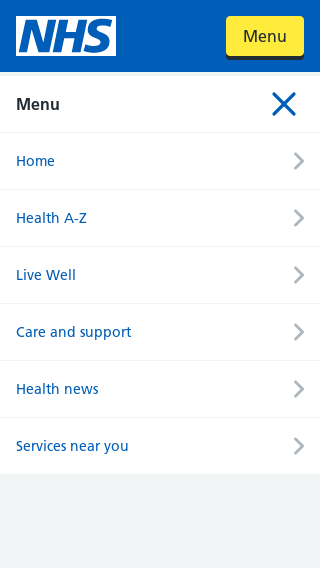 NHS
Menu
Menu
Home
Health A-Z
Live Well
Care and support
Health news
Services near you